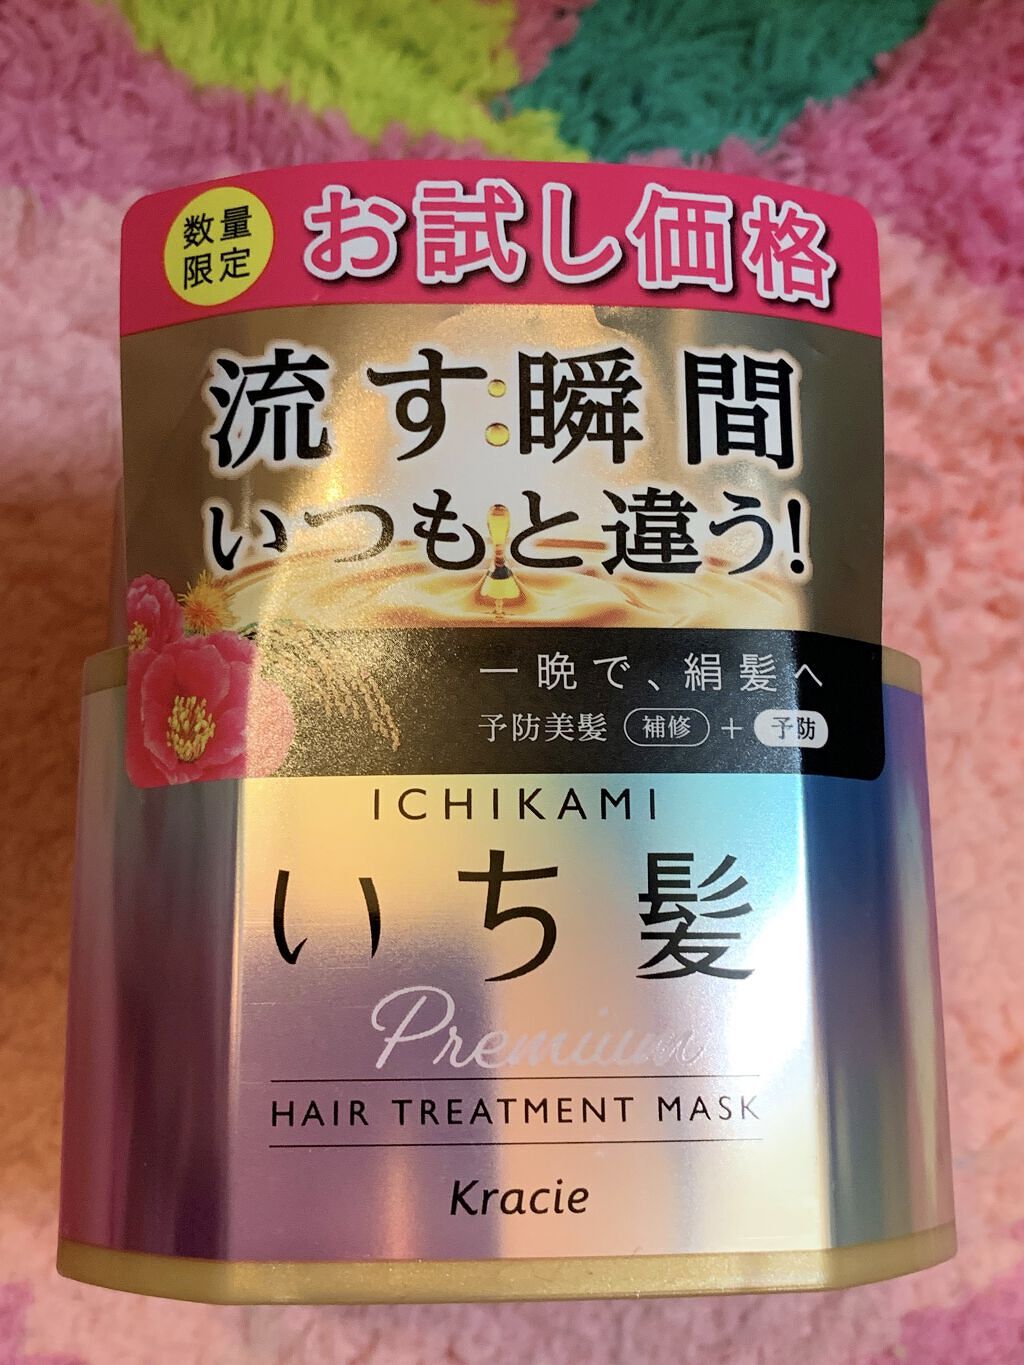 数量
限定
お試し価格
流す瞬間
いつもと違う!
一晩で、絹髪へ
予防美髪 補修 + 予防
ICHIKAMI
いち髪
Premium
HAIR TREATMENT MASK
Kracie